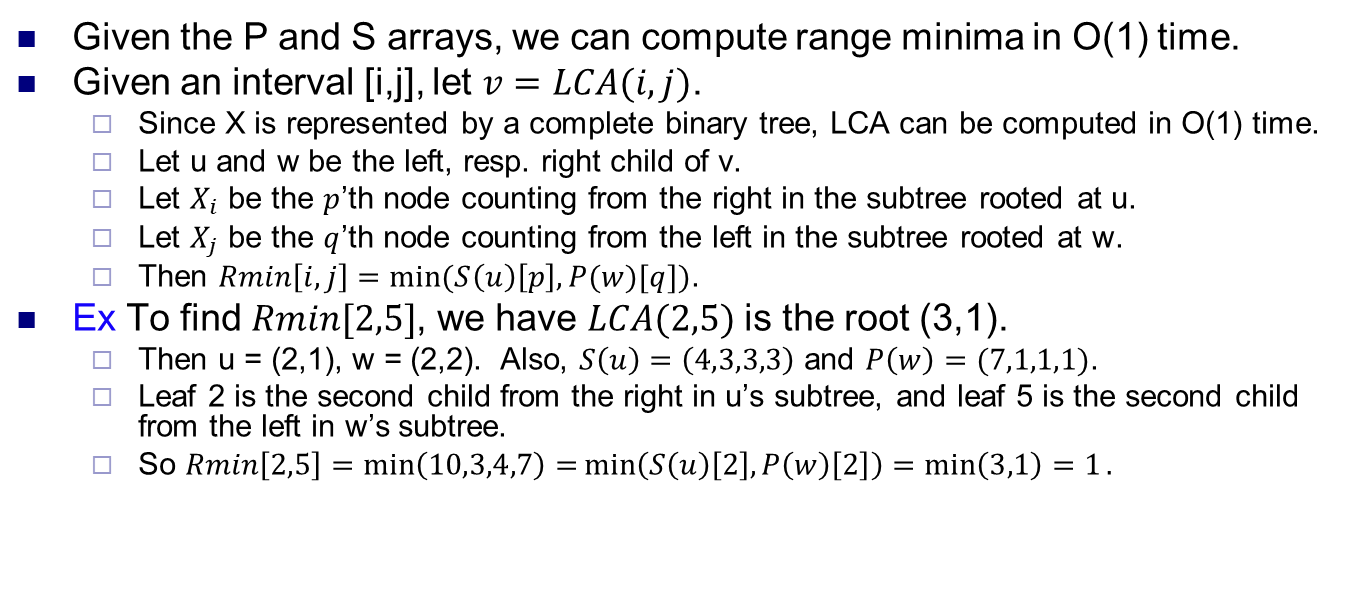 Given the P and S arrays, we can compute range minima in O(1) time.
Given an interval [i,j], let v = LCA(i,j).
Since X is represented by a complete binary tree, LCA can be computed in O(1) time.
Let u and w be the left, resp. right child of v.
Let Xᵢ be the p'th node counting from the right in the subtree rooted at u.
Let Xⱼ be the q'th node counting from the left in the subtree rooted at w.
Then Rmin[i,j] = min(S(u)[p],P(w)[q]).
Ex To find Rmin[2,5], we have LCA(2,5) is the root (3,1).
Then u = (2,1), w = (2,2). Also, S(u) = (4,3,3,3) and P(w) = (7,1,1,1).
Leaf 2 is the second child from the right in u's subtree, and leaf 5 is the second child
from the left in w's subtree.
So Rmin[2,5] = min(10,3,4,7) = min(S(u)[2],P(w)[2]) = min(3,1) = 1.